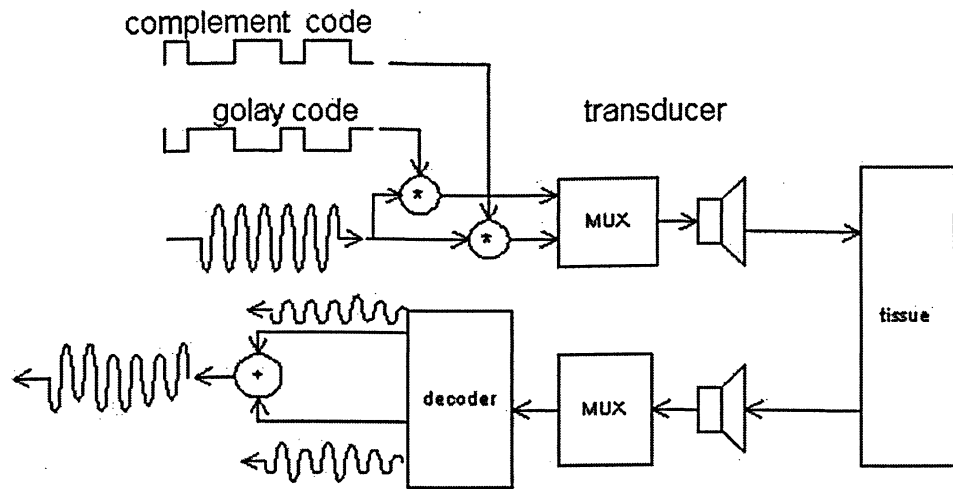 complement code
golay code
transducer
*
*
MUX
tissue
+
decoder
MUX